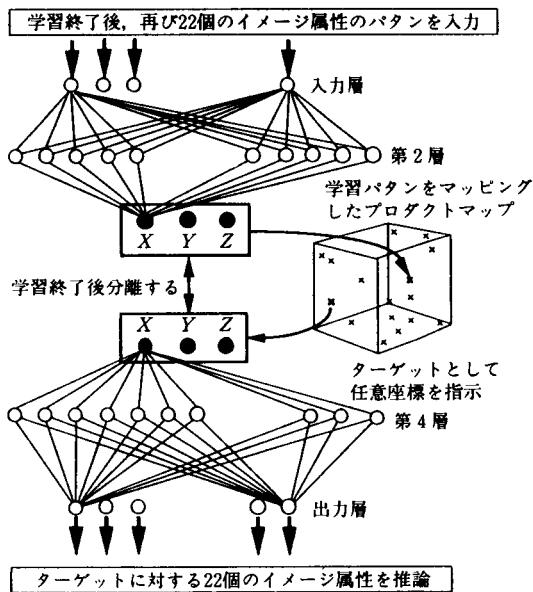 学習終了後，再び22個のイメージ属性のパタンを入力
入力層
第2層
学習パタンをマッピング
したプロダクトマップ
X Y Z
学習終了後分離する
X Y Z
ターゲットとして
任意座標を指示
第4層
出力層
ターゲットに対する22個のイメージ属性を推論